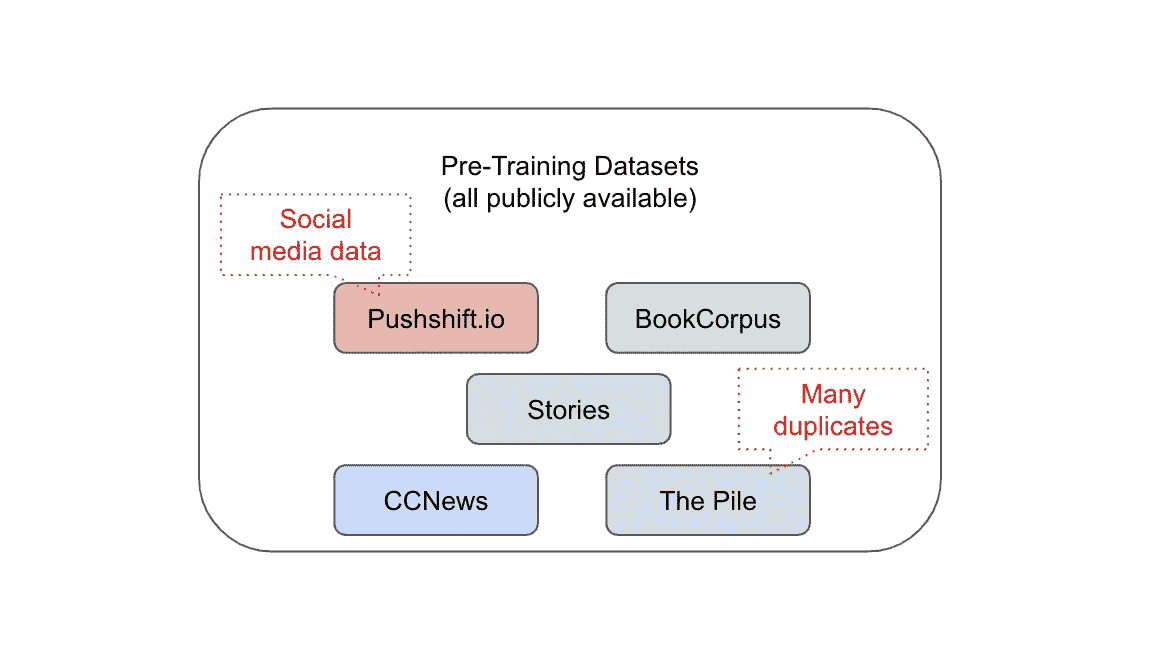 Pre-Training Datasets
(all publicly available)
Social
media data
Pushshift.io
BookCorpus
Stories
Many
duplicates
CCNews
The Pile